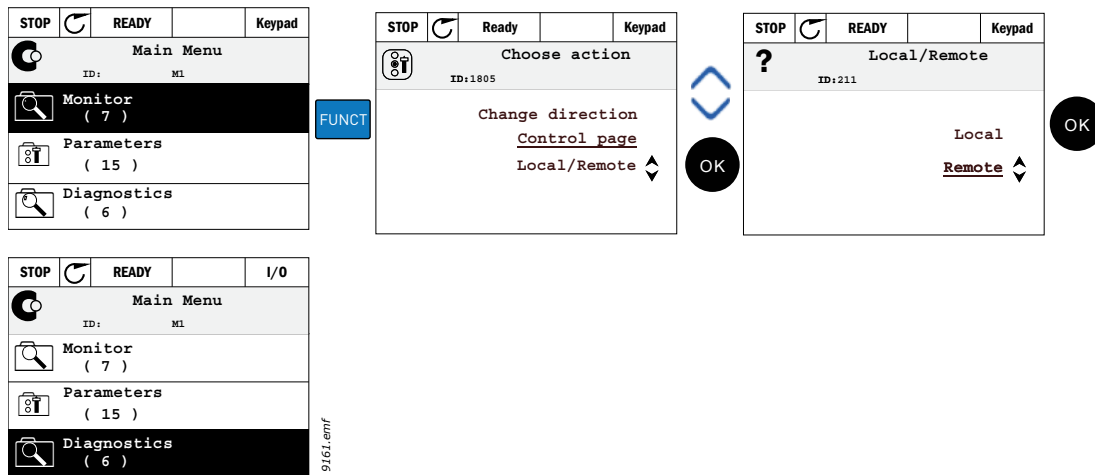 STOP READY Keypad
Main Menu
ID: M1
Monitor
( 7 )
Parameters
( 15 )
Diagnostics
( 6 )
FUNCT
STOP Ready Keypad
Choose action
ID:1805
Change direction
Control page
Local/Remote
OK
STOP READY Keypad
? Local/Remote
ID:211
Local
Remote
OK
STOP READY I/O
Main Menu
ID: M1
Monitor
( 7 )
Parameters
( 15 )
Diagnostics
( 6 )
9161.emf